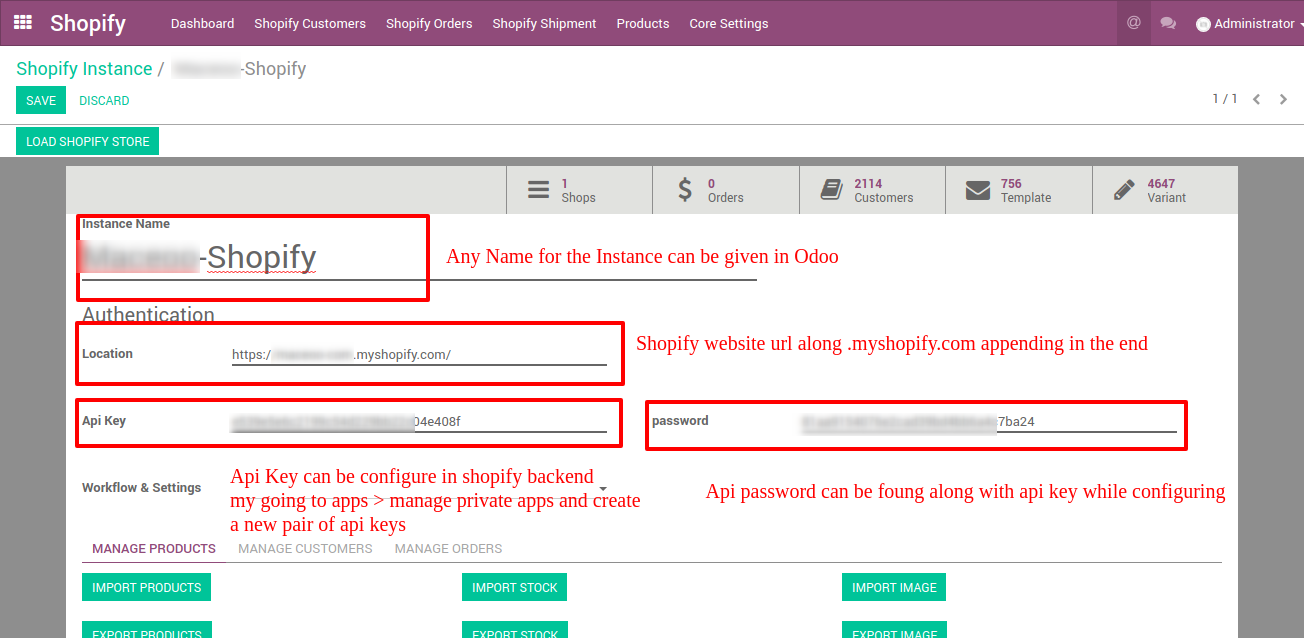 Shopify Dashboard Shopify Customers Shopify Orders Shopify Shipment Products Core Settings @ Administrator
Shopify Instance / -Shopify
SAVE DISCARD 1 / 1
LOAD SHOPIFY STORE
1 0 2114 756 4647
Shops Orders Customers Template Variant
Instance Name
-Shopify Any Name for the Instance can be given in Odoo
Authentication
Shopify website url along .myshopify.com appending in the end
Location https:/ .myshopify.com/
Api Key 04e408f password 7ba24
Api Key can be configure in shopify backend
Workflow & Settings
my going to apps > manage private apps and create
a new pair of api keys
Api password can be foung along with api key while configuring
MANAGE PRODUCTS MANAGE CUSTOMERS MANAGE ORDERS
IMPORT PRODUCTS IMPORT STOCK IMPORT IMAGE
EXPORT PRODUCTS EXPORT STOCK EXPORT IMAGE